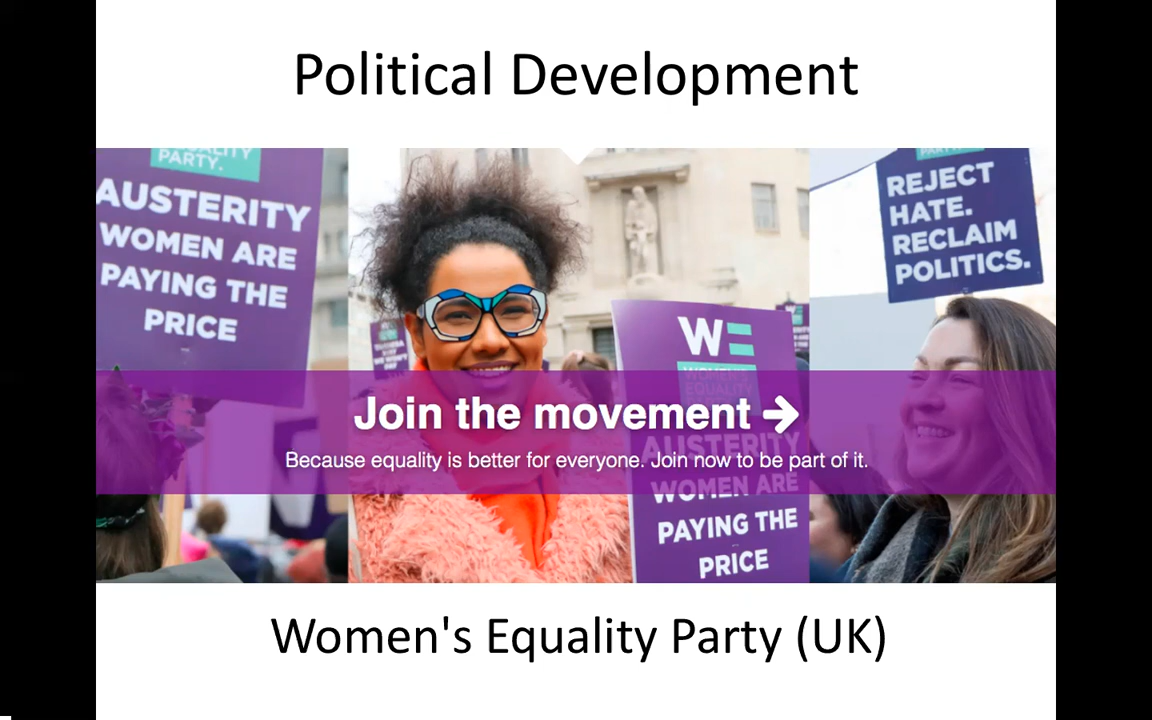 Political Development
PARTY.
AUSTERITY
WOMEN ARE
PAYING THE
PRICE
WE
WOMEN'S
EQUALITY
AUSTERITY
WOMEN ARE
PAYING THE
PRICE
REJECT
HATE.
RECLAIM
POLITICS.
Join the movement
Because equality is better for everyone. Join now to be part of it.
Women's Equality Party (UK)